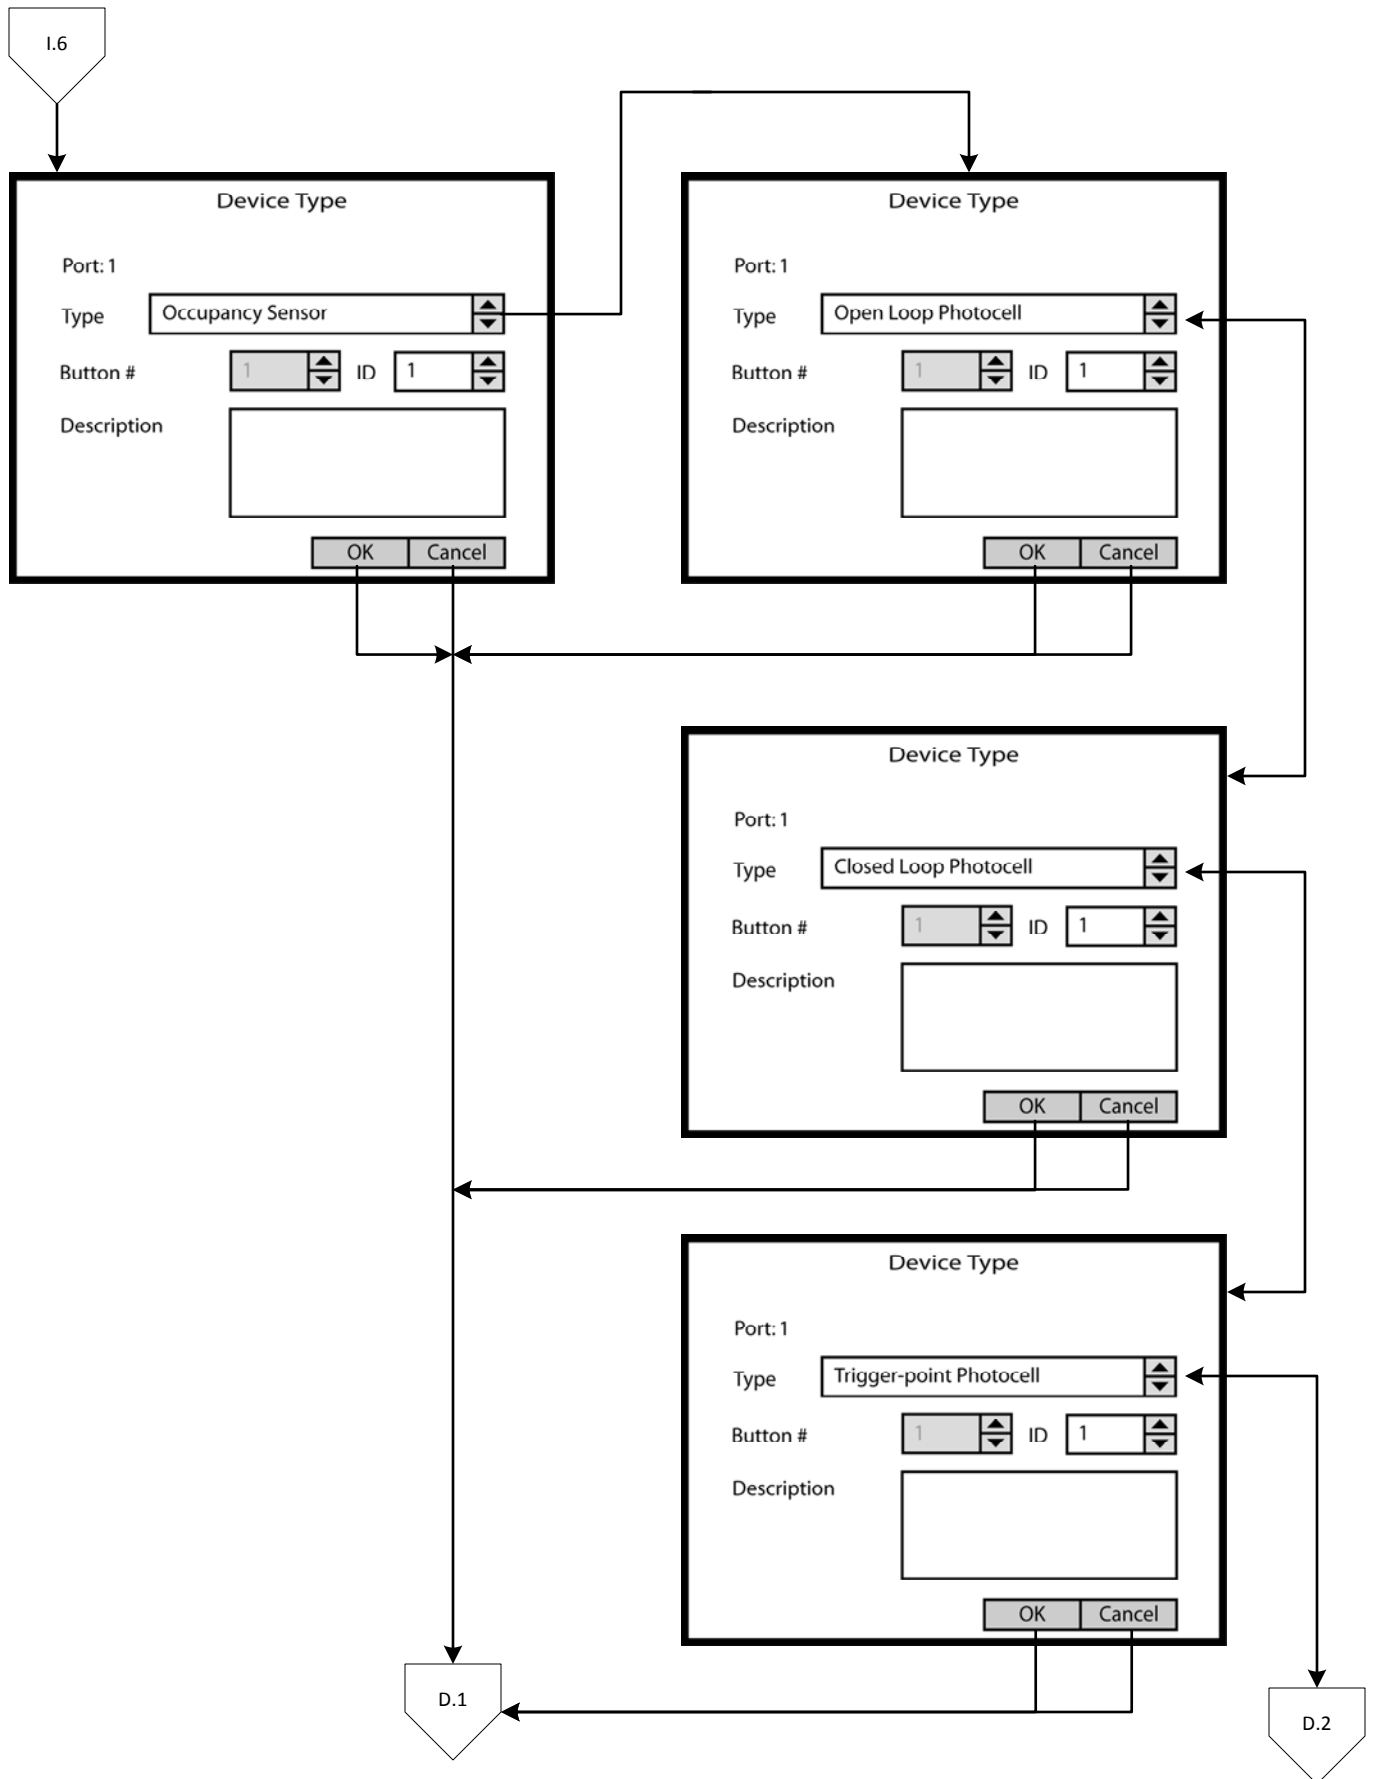 I.6
Device Type
Port: 1
Type Occupancy Sensor
Button # 1 ID 1
Description
OK Cancel
Device Type
Port: 1
Type Open Loop Photocell
Button # 1 ID 1
Description
OK Cancel
Device Type
Port: 1
Type Closed Loop Photocell
Button # 1 ID 1
Description
OK Cancel
Device Type
Port: 1
Type Trigger-point Photocell
Button # 1 ID 1
Description
OK Cancel
D.1
D.2